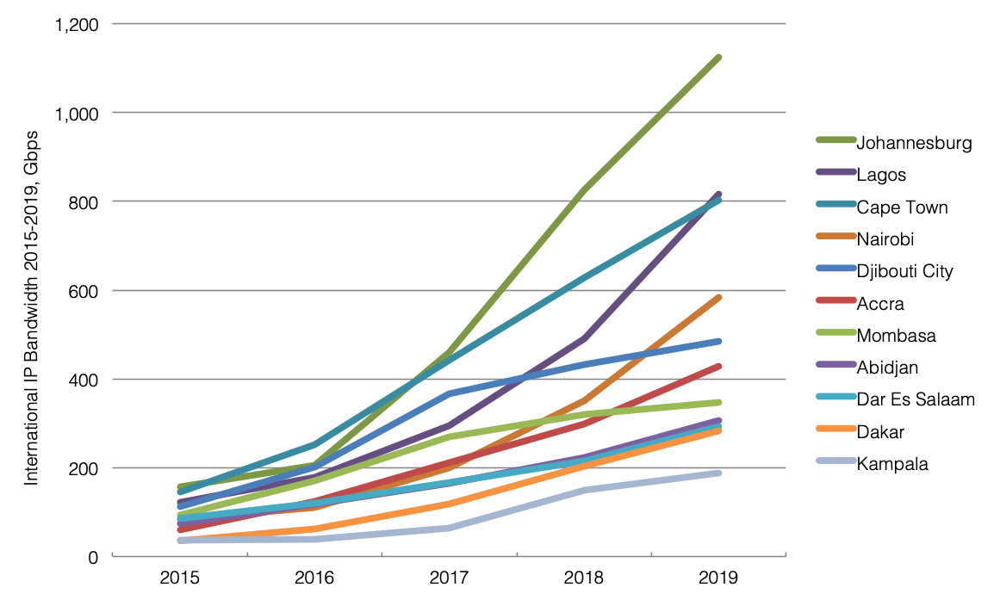 International IP Bandwidth 2015-2019, Gbps
1,200
1,000
800
600
400
200
0
2015 2016 2017 2018 2019
Johannesburg
Lagos
Cape Town
Nairobi
Djibouti City
Accra
Mombasa
Abidjan
Dar Es Salaam
Dakar
Kampala